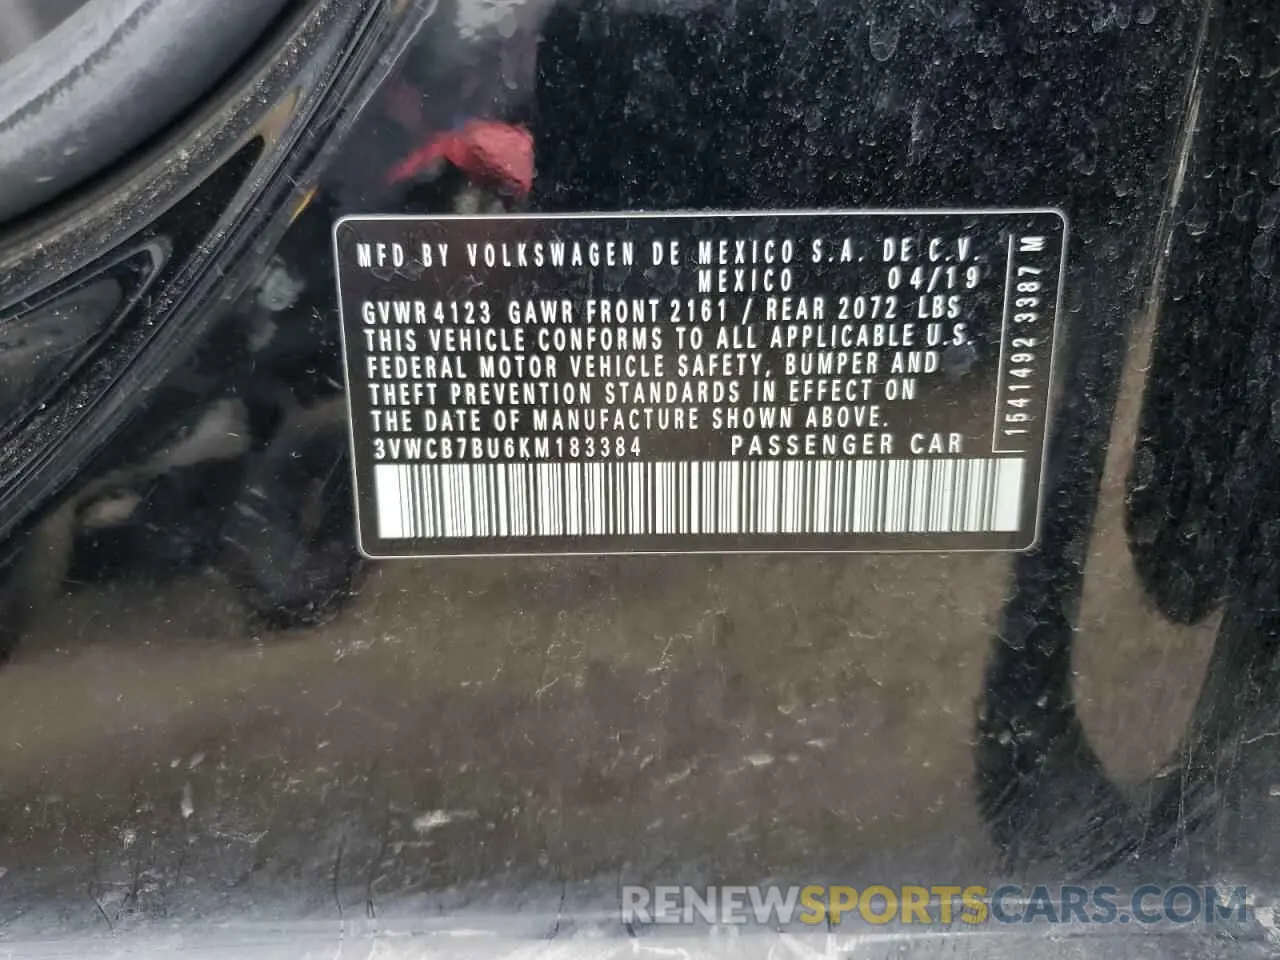 MFD BY VOLKSWAGEN DE MEXICO S.A. DE C.V.
MEXICO 04/19
GVWR 4123 GAWR FRONT 2161 / REAR 2072 LBS
THIS VEHICLE CONFORMS TO ALL APPLICABLE U.S.
FEDERAL MOTOR VEHICLE SAFETY, BUMPER AND
THEFT PREVENTION STANDARDS IN EFFECT ON
THE DATE OF MANUFACTURE SHOWN ABOVE.
3VWCB7BU6KM183384 PASSENGER CAR
1541492 3387 M
RENEWSPORTSCARS.COM